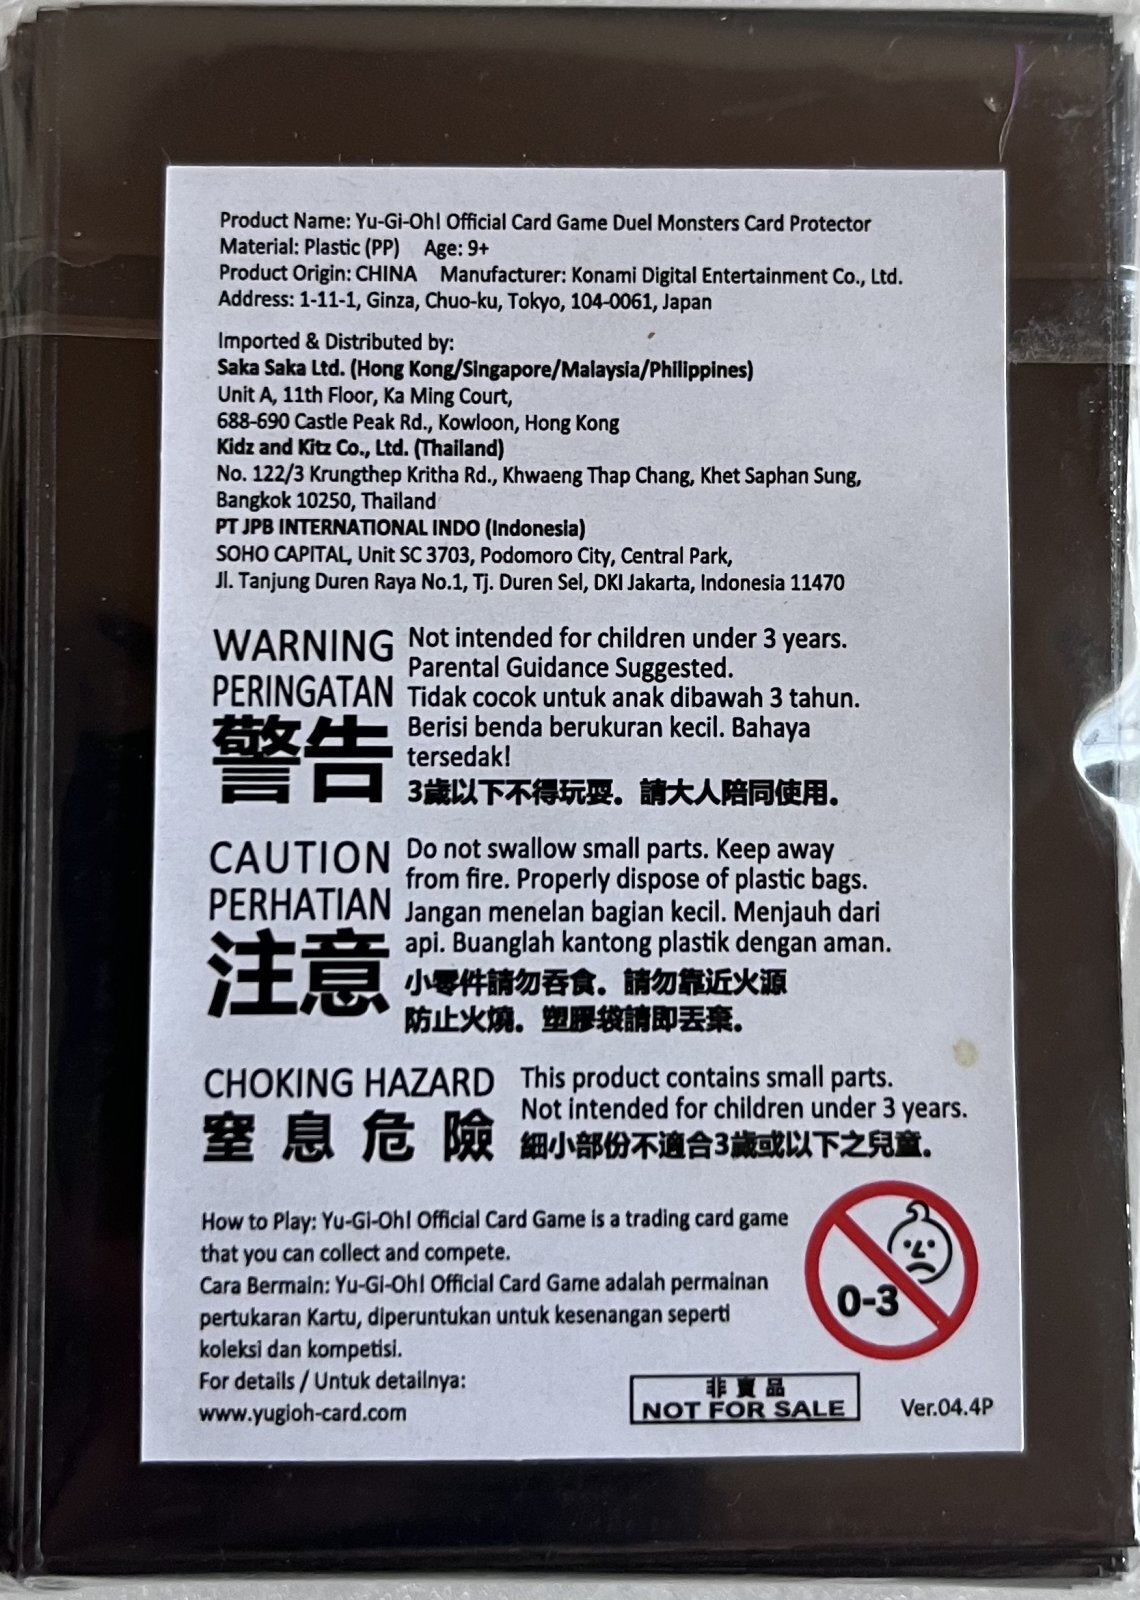 Product Name: Yu-Gi-Oh! Official Card Game Duel Monsters Card Protector
Material: Plastic (PP) Age: 9+
Product Origin: CHINA Manufacturer: Konami Digital Entertainment Co., Ltd.
Address: 1-11-1, Ginza, Chuo-ku, Tokyo, 104-0061, Japan
Imported & Distributed by:
Saka Saka Ltd. (Hong Kong/Singapore/Malaysia/Philippines)
Unit A, 11th Floor, Ka Ming Court,
688-690 Castle Peak Rd., Kowloon, Hong Kong
Kidz and Kitz Co., Ltd. (Thailand)
No. 122/3 Krungthep Kritha Rd., Khwaeng Thap Chang, Khet Saphan Sung,
Bangkok 10250, Thailand
PT JPB INTERNATIONAL INDO (Indonesia)
SOHO CAPITAL, Unit SC 3703, Podomoro City, Central Park,
Jl. Tanjung Duren Raya No.1, Tj. Duren Sel, DKI Jakarta, Indonesia 11470
WARNING
PERINGATAN
警告
Not intended for children under 3 years.
Parental Guidance Suggested.
Tidak cocok untuk anak dibawah 3 tahun.
Berisi benda berukuran kecil. Bahaya
tersedak!
3歲以下不得玩耍。請大人陪同使用。
CAUTION
PERHATIAN
注意
Do not swallow small parts. Keep away
from fire. Properly dispose of plastic bags.
Jangan menelan bagian kecil. Menjauh dari
api. Buanglah kantong plastik dengan aman.
小零件請勿吞食。請勿靠近火源
防止火燒。塑膠袋請即丟棄。
CHOKING HAZARD
窒息危險
This product contains small parts.
Not intended for children under 3 years.
細小部份不適合3歲或以下之兒童。
How to Play: Yu-Gi-Oh! Official Card Game is a trading card game
that you can collect and compete.
Cara Bermain: Yu-Gi-Oh! Official Card Game adalah permainan
pertukaran Kartu, diperuntukan untuk kesenangan seperti
koleksi dan kompetisi.
For details / Untuk detailnya:
www.yugioh-card.com
0-3
非賣品
NOT FOR SALE
Ver.04.4P